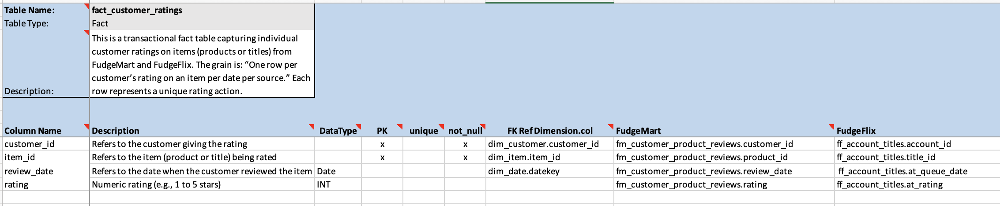 Table Name: fact_customer_ratings
Table Type: Fact
This is a transactional fact table capturing individual
customer ratings on items (products or titles) from
FudgeMart and FudgeFlix. The grain is: “One row per
customer’s rating on an item per date per source.” Each
Description: row represents a unique rating action.
Column Name Description DataType PK unique not_null FK Ref Dimension.col FudgeMart FudgeFlix
customer_id Refers to the customer giving the rating x x dim_customer.customer_id fm_customer_product_reviews.customer_id ff_account_titles.account_id
item_id Refers to the item (product or title) being rated x x dim_item.item_id fm_customer_product_reviews.product_id ff_account_titles.title_id
review_date Refers to the date when the customer reviewed the item Date dim_date.datekey fm_customer_product_reviews.review_date ff_account_titles.at_queue_date
rating Numeric rating (e.g., 1 to 5 stars) INT fm_customer_product_reviews.rating ff_account_titles.at_rating